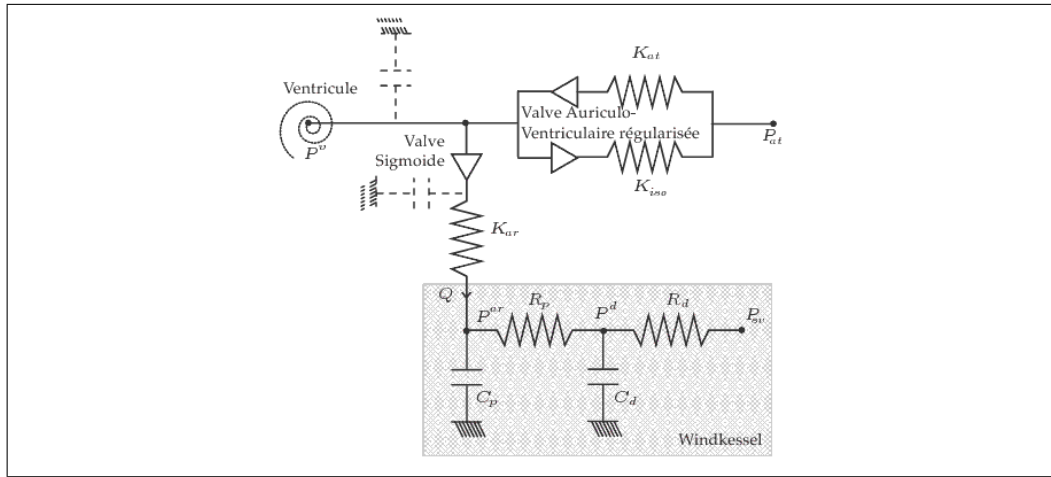 K_at
Ventricule
Valve Auriculo-
Ventriculaire régularisée
P_at
P^v
Valve
Sigmoide
K_iso
K_ar
Q
P^ar
R_p
P^d
R_d
P_sv
C_p
C_d
Windkessel